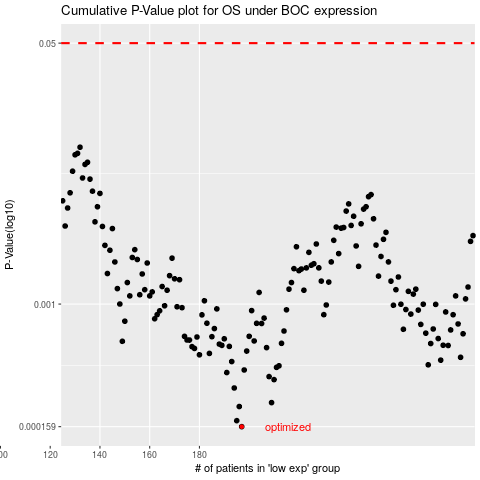 Cumulative P-Value plot for OS under BOC expression
0.05
P-Value(log10)
0.001
0.000159
optimized
00 120 140 160 180
# of patients in 'low exp' group